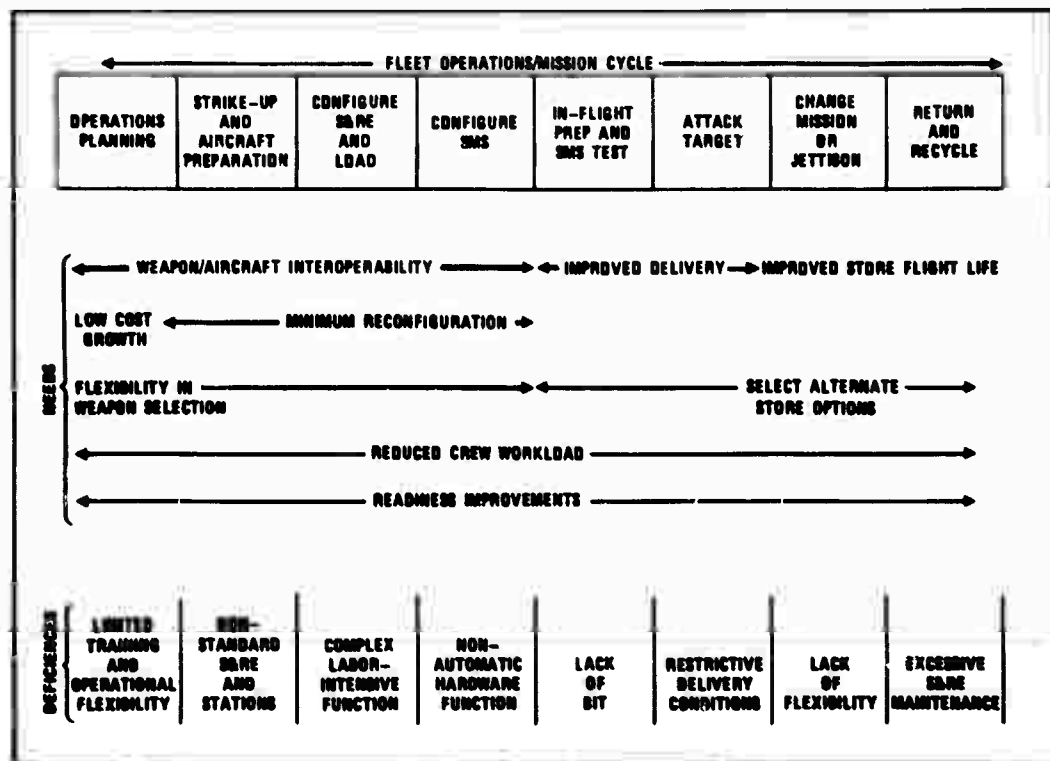 FLEET OPERATIONS/MISSION CYCLE
OPERATIONS
PLANNING
STRIKE-UP
AND
AIRCRAFT
PREPARATION
CONFIGURE
S&RE
AND
LOAD
CONFIGURE
SMS
IN-FLIGHT
PREP AND
SMS TEST
ATTACK
TARGET
CHANGE
MISSION
OR
JETTISON
RETURN
AND
RECYCLE
NEEDS
WEAPON/AIRCRAFT INTEROPERABILITY
IMPROVED DELIVERY
IMPROVED STORE FLIGHT LIFE
LOW COST
GROWTH
MINIMUM RECONFIGURATION
FLEXIBILITY IN
WEAPON SELECTION
SELECT ALTERNATE
STORE OPTIONS
REDUCED CREW WORKLOAD
READINESS IMPROVEMENTS
DEFICIENCES
LIMITED
TRAINING
AND
OPERATIONAL
FLEXIBILITY
NON-
STANDARD
S&RE
AND
STATIONS
COMPLEX
LABOR-
INTENSIVE
FUNCTION
NON-
AUTOMATIC
HARDWARE
FUNCTION
LACK
OF
BIT
RESTRICTIVE
DELIVERY
CONDITIONS
LACK
OF
FLEXIBILITY
EXCESSIVE
S&RE
MAINTENANCE